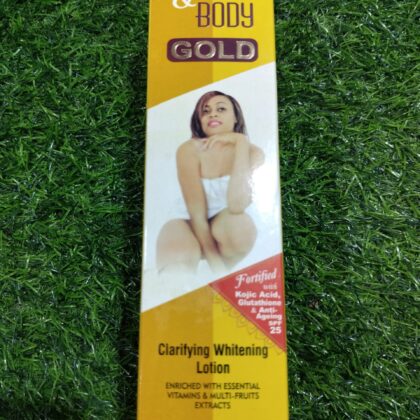 & BODY
GOLD
Fortified
with
Kojic Acid,
Glutathione
& Anti-
Ageing
SPF
25
Clarifying Whitening
Lotion
ENRICHED WITH ESSENTIAL
VITAMINS & MULTI-FRUITS
EXTRACTS